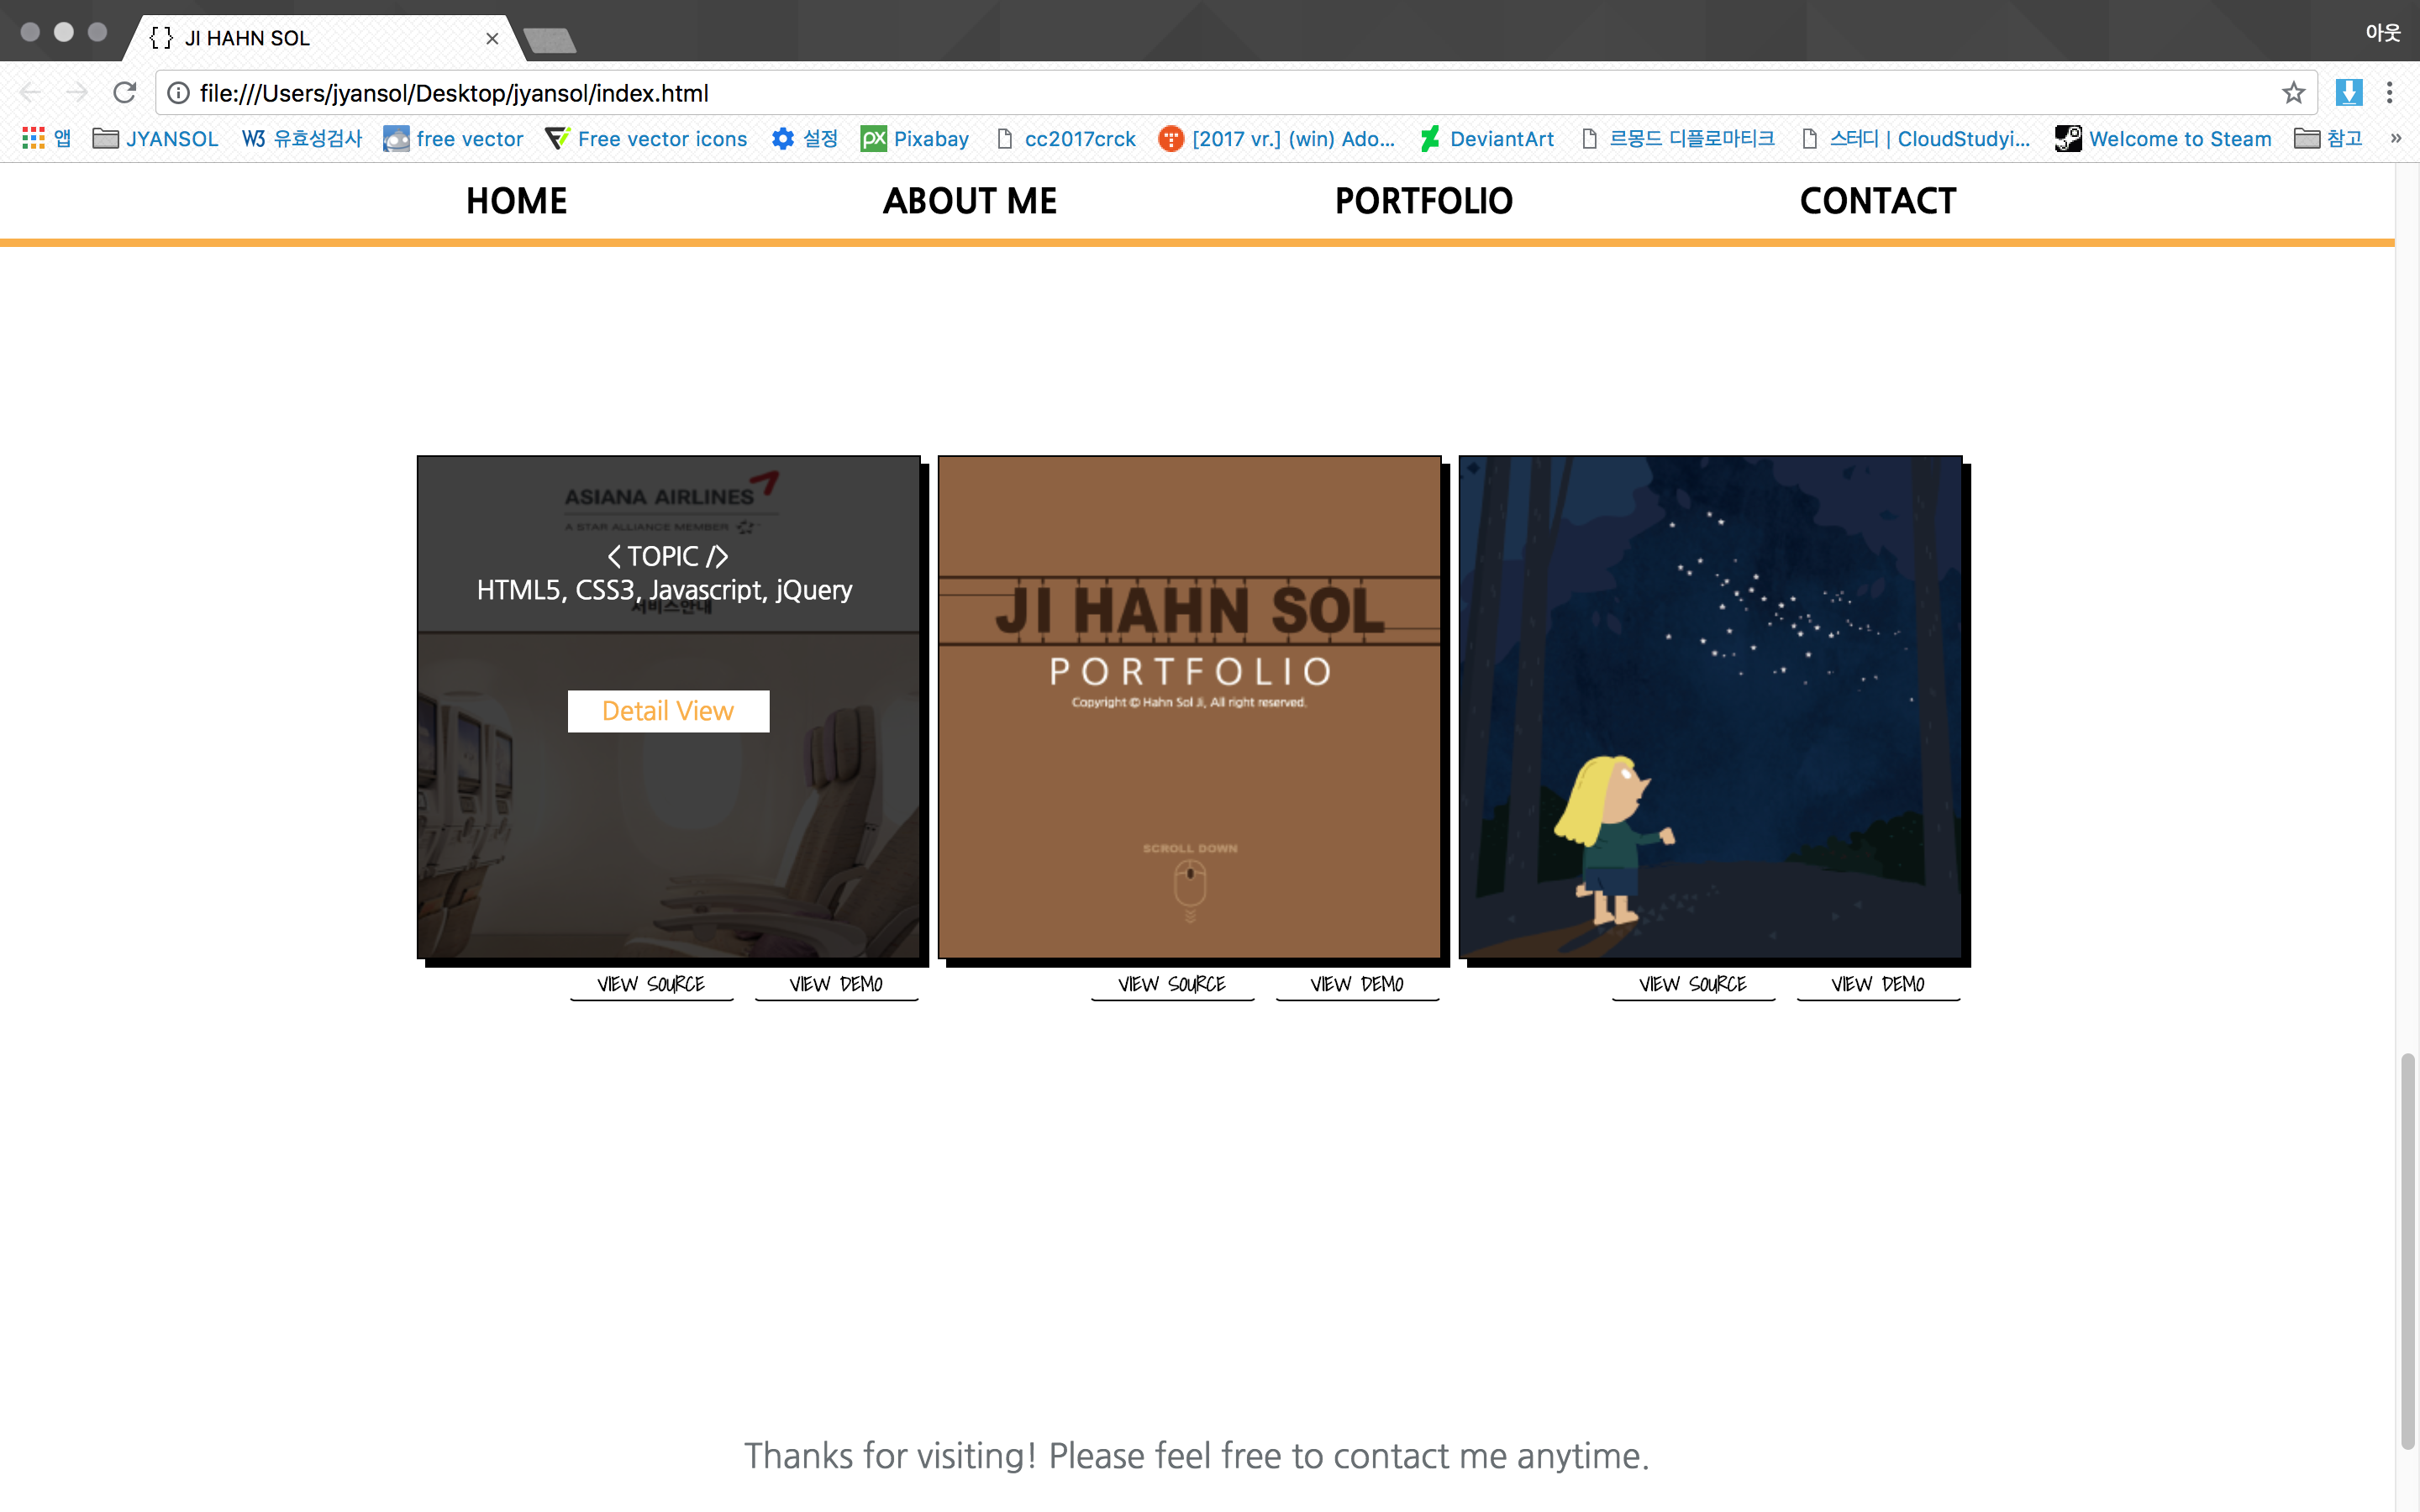 JI HAHN SOL
아웃
file:///Users/jyansol/Desktop/jyansol/index.html
앱 JYANSOL W3 유효성검사 free vector Free vector icons 설정 px Pixabay cc2017crck [2017 vr.] (win) Ado... DeviantArt 르몽드 디플로마티크 스터디 | CloudStudyi... Welcome to Steam 참고 »
HOME ABOUT ME PORTFOLIO CONTACT
ASIANA AIRLINES
A STAR ALLIANCE MEMBER
< TOPIC />
HTML5, CSS3, Javascript, jQuery
서비스안내
Detail View
JI HAHN SOL
PORTFOLIO
Copyright © Hahn Sol Ji, All right reserved.
SCROLL DOWN
VIEW SOURCE VIEW DEMO VIEW SOURCE VIEW DEMO VIEW SOURCE VIEW DEMO
Thanks for visiting! Please feel free to contact me anytime.